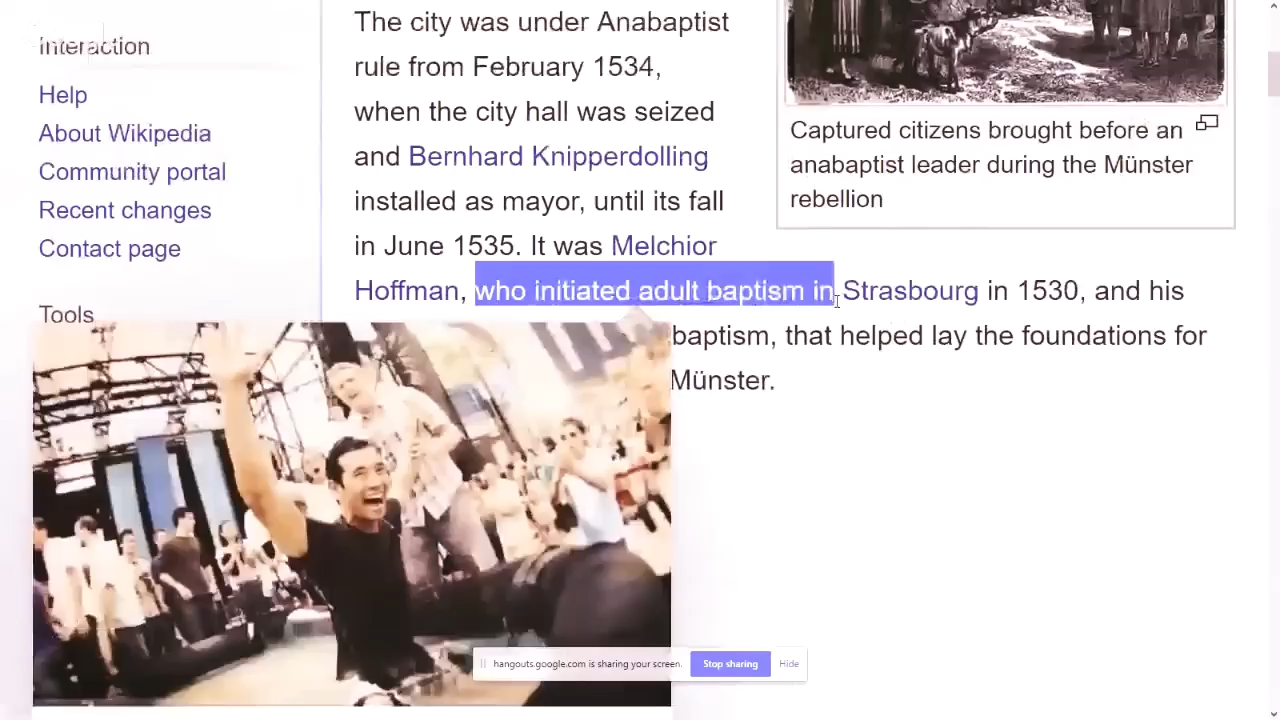 Interaction
Help
About Wikipedia
Community portal
Recent changes
Contact page
Tools
The city was under Anabaptist
rule from February 1534,
when the city hall was seized
and Bernhard Knipperdolling
installed as mayor, until its fall
in June 1535. It was Melchior
Hoffman, who initiated adult baptism in Strasbourg in 1530, and his
baptism, that helped lay the foundations for
Münster.
Captured citizens brought before an
anabaptist leader during the Münster
rebellion
hangouts.google.com is sharing your screen.
Stop sharing
Hide